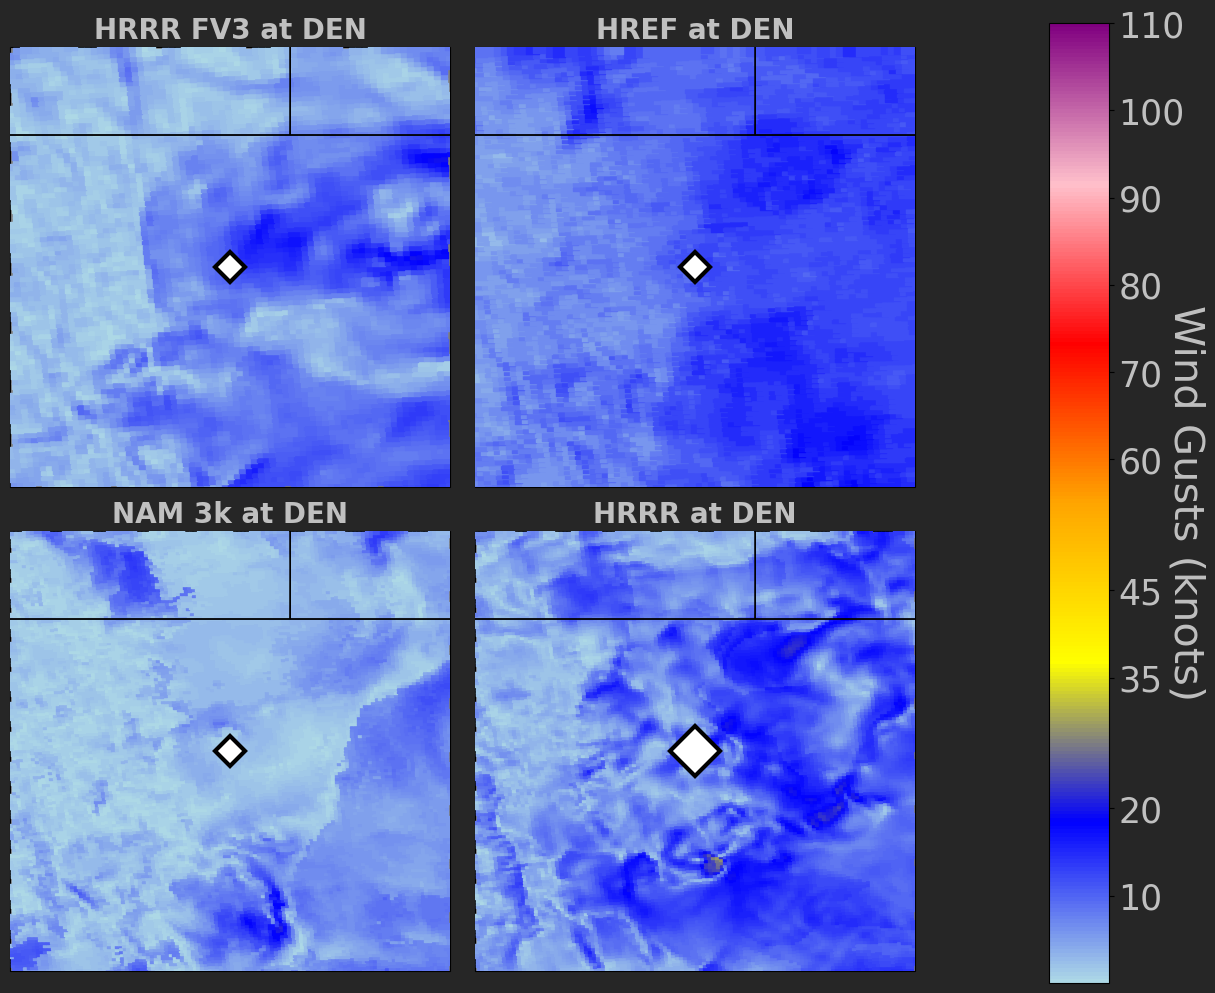 HRRR FV3 at DEN
HREF at DEN
NAM 3k at DEN
HRRR at DEN
110
100
90
80
70
60
45
35
20
10
Wind Gusts (knots)